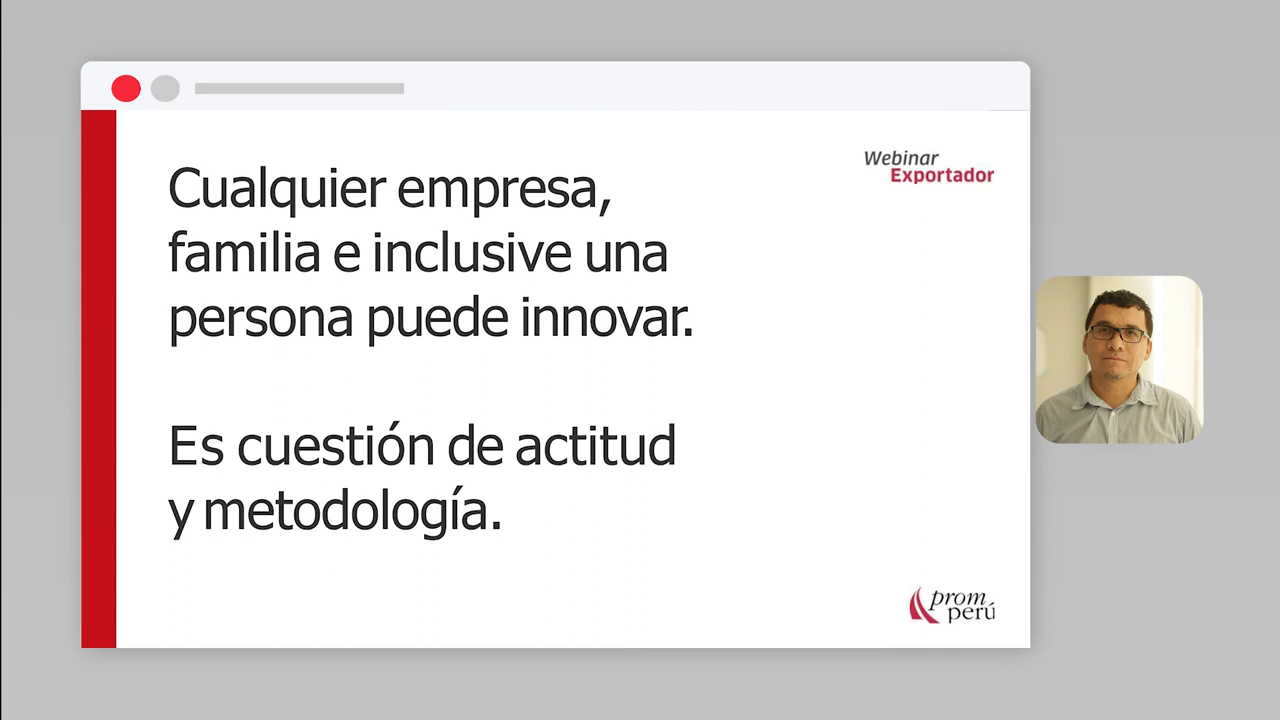 Cualquier empresa,
familia e inclusive una
persona puede innovar.
Es cuestión de actitud
y metodología.
Webinar
Exportador
prom
perú